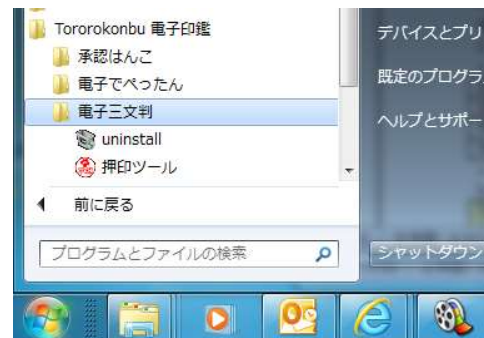 Tororokonbu 電子印鑑
承認はんこ
電子でぺったん
電子三文判
uninstall
押印ツール
前に戻る
プログラムとファイルの検索
デバイスとプリ
既定のプログラ
ヘルプとサポー
シャットダウン